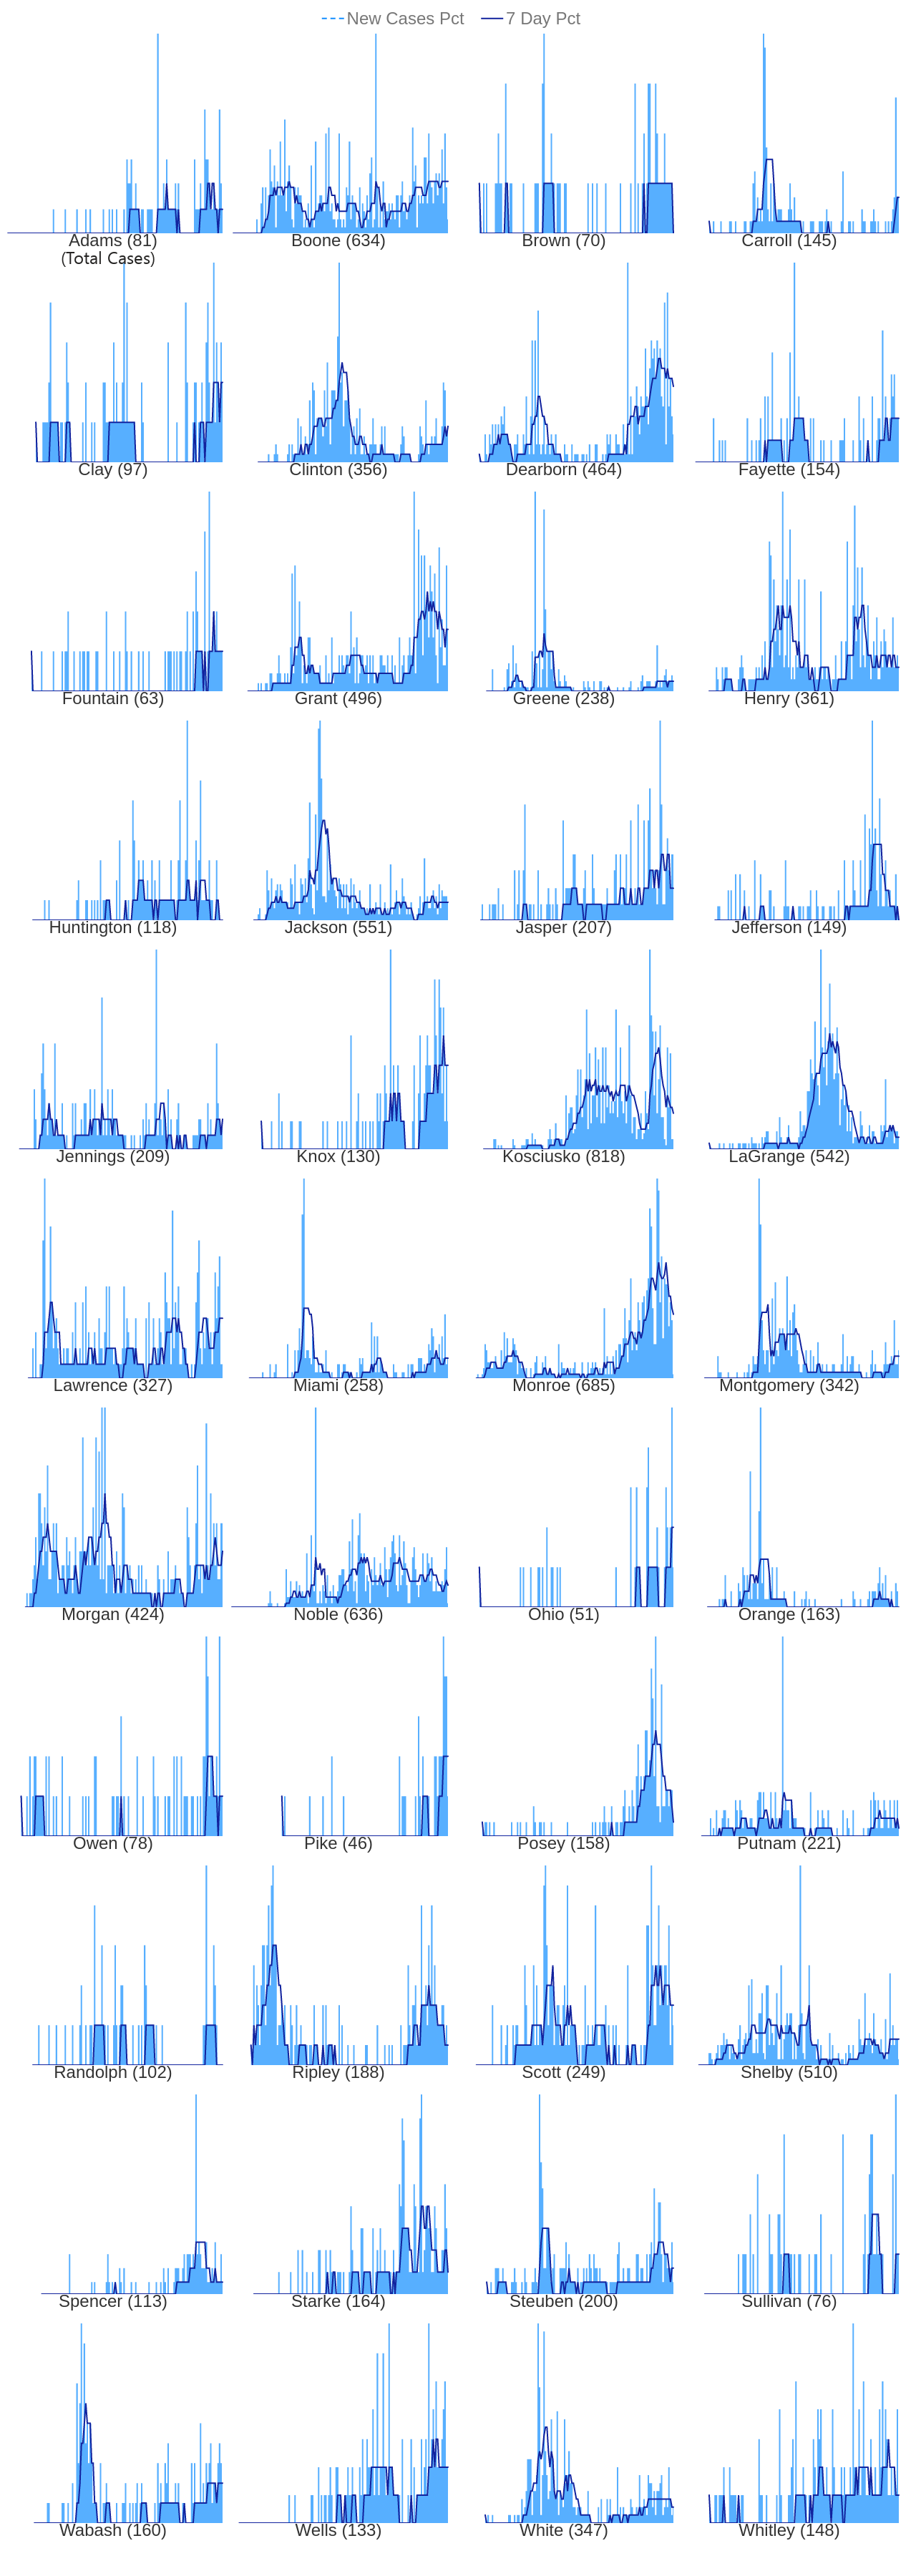 New Cases Pct 7 Day Pct
Adams (81) Boone (634) Brown (70) Carroll (145)
(Total Cases)
Clay (97) Clinton (356) Dearborn (464) Fayette (154)
Fountain (63) Grant (496) Greene (238) Henry (361)
Huntington (118) Jackson (551) Jasper (207) Jefferson (149)
Jennings (209) Knox (130) Kosciusko (818) LaGrange (542)
Lawrence (327) Miami (258) Monroe (685) Montgomery (342)
Morgan (424) Noble (636) Ohio (51) Orange (163)
Owen (78) Pike (46) Posey (158) Putnam (221)
Randolph (102) Ripley (188) Scott (249) Shelby (510)
Spencer (113) Starke (164) Steuben (200) Sullivan (76)
Wabash (160) Wells (133) White (347) Whitley (148)